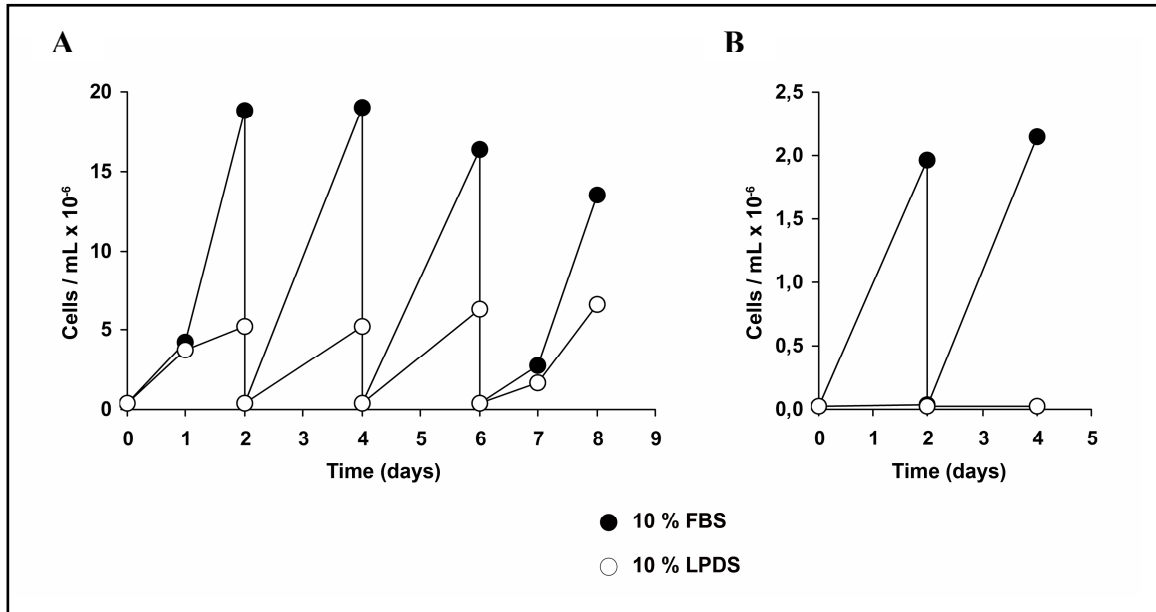 A
Cells / mL x 10⁻⁶
20
15
10
5
0
0 1 2 3 4 5 6 7 8 9
Time (days)
B
Cells / mL x 10⁻⁶
2,5
2,0
1,5
1,0
0,5
0,0
0 1 2 3 4 5
Time (days)
10 % FBS
10 % LPDS